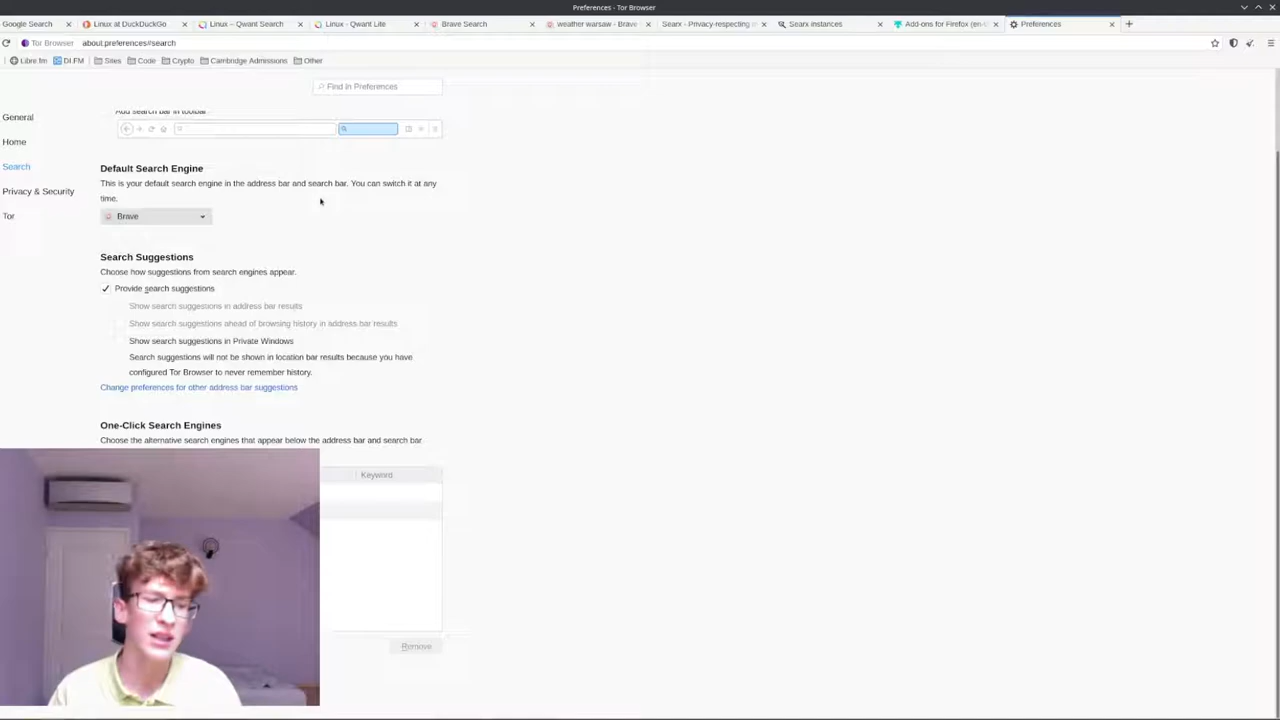 Preferences - Tor Browser
Google Search
Linux at DuckDuckGo
Linux – Qwant Search
Linux - Qwant Lite
Brave Search
weather warsaw - Brave
Searx - Privacy-respecting
Searx instances
Add-ons for Firefox (en-U
Preferences
Tor Browser
about:preferences#search
Libre.fm
DI.FM
Sites
Code
Crypto
Cambridge Admissions
Other
Find in Preferences
General
Home
Search
Privacy & Security
Tor
Add search bar in toolbar
Default Search Engine
This is your default search engine in the address bar and search bar. You can switch it at any
time.
Brave
Search Suggestions
Choose how suggestions from search engines appear.
Provide search suggestions
Show search suggestions in address bar results
Show search suggestions ahead of browsing history in address bar results
Show search suggestions in Private Windows
Search suggestions will not be shown in location bar results because you have
configured Tor Browser to never remember history.
Change preferences for other address bar suggestions
One-Click Search Engines
Choose the alternative search engines that appear below the address bar and search bar
Keyword
Remove